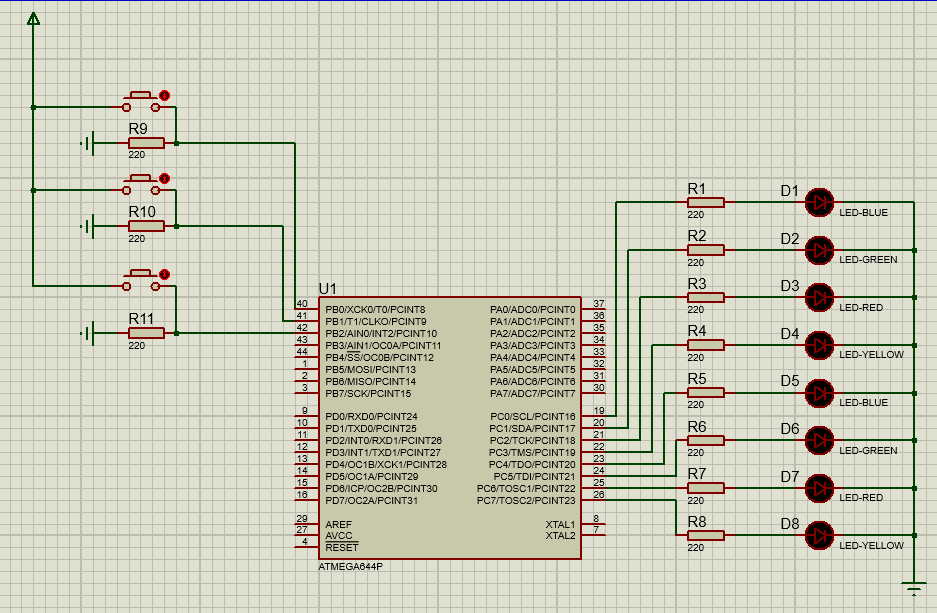 R9
220
R10
220
R11
220
U1
40 PB0/XCK0/T0/PCINT8
41 PB1/T1/CLKO/PCINT9
42 PB2/AIN0/INT2/PCINT10
43 PB3/AIN1/OC0A/PCINT11
44 PB4/SS/OC0B/PCINT12
1 PB5/MOSI/PCINT13
2 PB6/MISO/PCINT14
3 PB7/SCK/PCINT15
9 PD0/RXD0/PCINT24
10 PD1/TXD0/PCINT25
11 PD2/INT0/RXD1/PCINT26
12 PD3/INT1/TXD1/PCINT27
13 PD4/OC1B/XCK1/PCINT28
14 PD5/OC1A/PCINT29
15 PD6/ICP/OC2B/PCINT30
16 PD7/OC2A/PCINT31
29 AREF
27 AVCC
4 RESET
PA0/ADC0/PCINT0 37
PA1/ADC1/PCINT1 36
PA2/ADC2/PCINT2 35
PA3/ADC3/PCINT3 34
PA4/ADC4/PCINT4 33
PA5/ADC5/PCINT5 32
PA6/ADC6/PCINT6 31
PA7/ADC7/PCINT7 30
PC0/SCL/PCINT16 19
PC1/SDA/PCINT17 20
PC2/TCK/PCINT18 21
PC3/TMS/PCINT19 22
PC4/TDO/PCINT20 23
PC5/TDI/PCINT21 24
PC6/TOSC1/PCINT22 25
PC7/TOSC2/PCINT23 26
XTAL1 8
XTAL2 7
ATMEGA644P
R1
220
D1
LED-BLUE
R2
220
D2
LED-GREEN
R3
220
D3
LED-RED
R4
220
D4
LED-YELLOW
R5
220
D5
LED-BLUE
R6
220
D6
LED-GREEN
R7
220
D7
LED-RED
R8
220
D8
LED-YELLOW